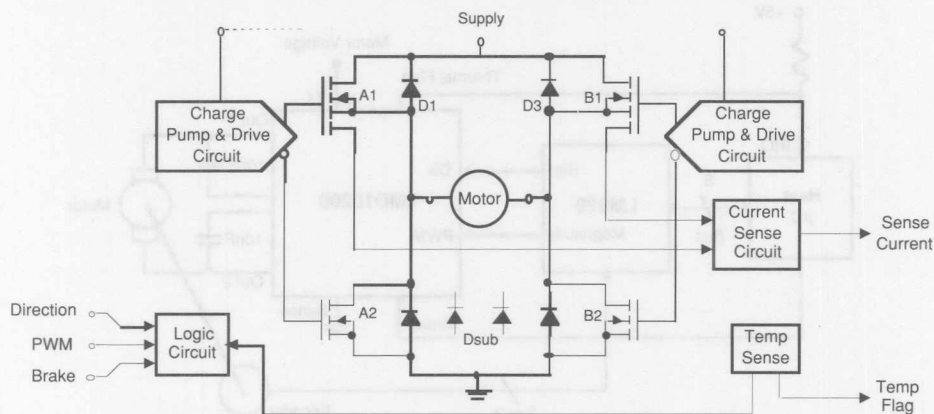 Supply
Charge
Pump & Drive
Circuit
A1
D1
D3
B1
Charge
Pump & Drive
Circuit
Motor
Current
Sense
Circuit
Sense
Current
Direction
PWM
Brake
Logic
Circuit
A2
Dsub
B2
Temp
Sense
Temp
Flag